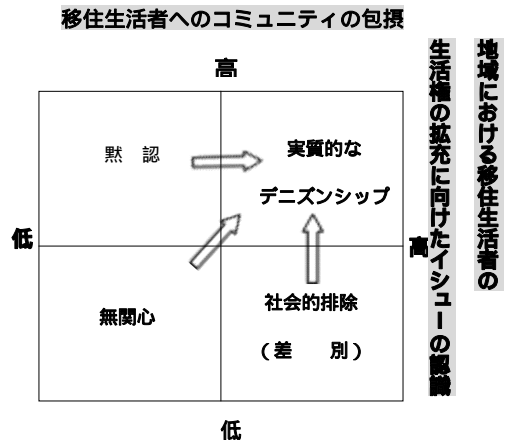 移住生活者へのコミュニティの包摂
高
地域における移住生活者の
生活権の拡充に向けたイシューの認識
黙　認
実質的な
デニズンシップ
低
高
無関心
社会的排除
（差　　別）
低